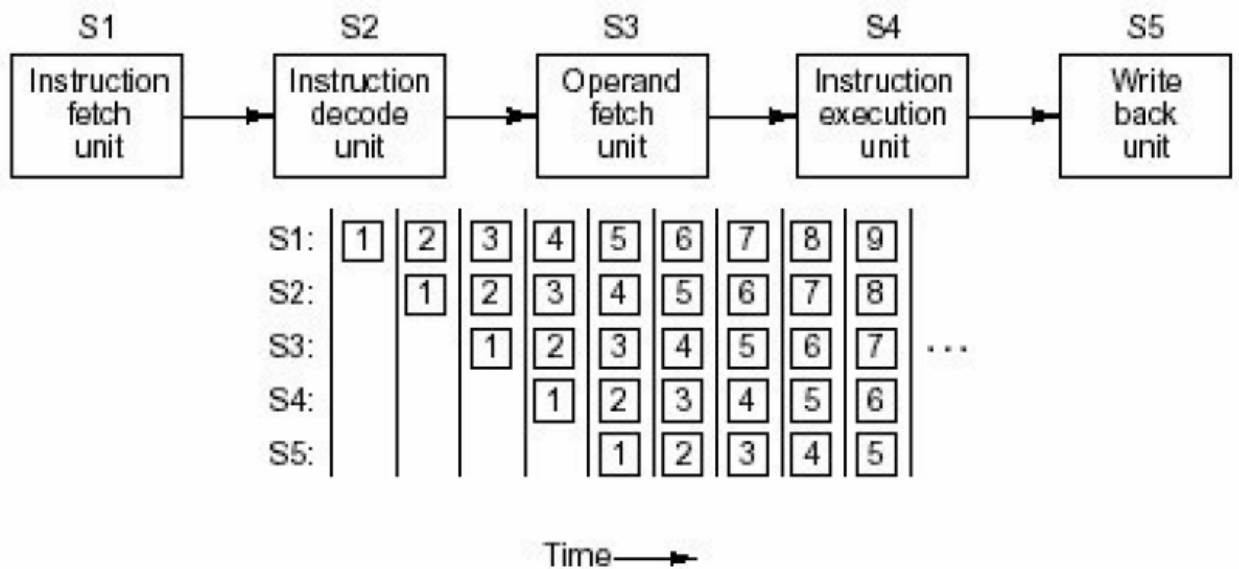 S1 S2 S3 S4 S5
Instruction Instruction Operand Instruction Write
fetch decode fetch execution back
unit unit unit unit unit
S1: 1 2 3 4 5 6 7 8 9
S2: 1 2 3 4 5 6 7 8
S3: 1 2 3 4 5 6 7 ...
S4: 1 2 3 4 5 6
S5: 1 2 3 4 5
Time